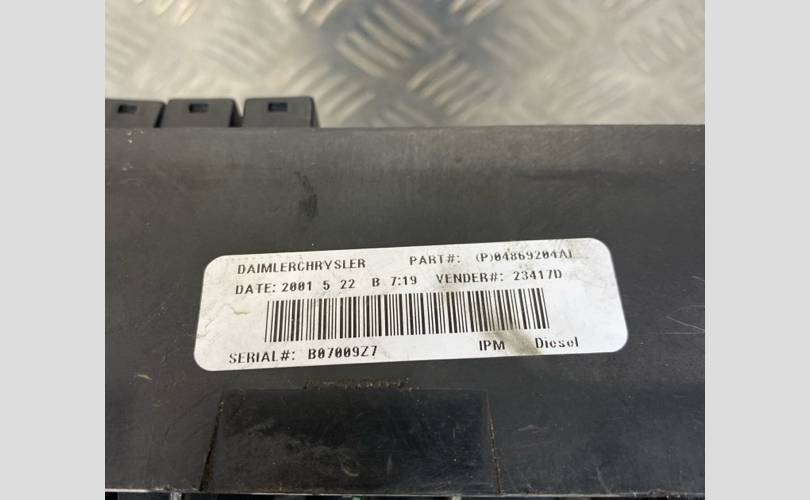 DAIMLERCHRYSLER PART#: (P)04869204AI
DATE: 2001 5 22 B 7:19 VENDER#: 23417D
SERIAL#: B07009Z7 IPM Diesel